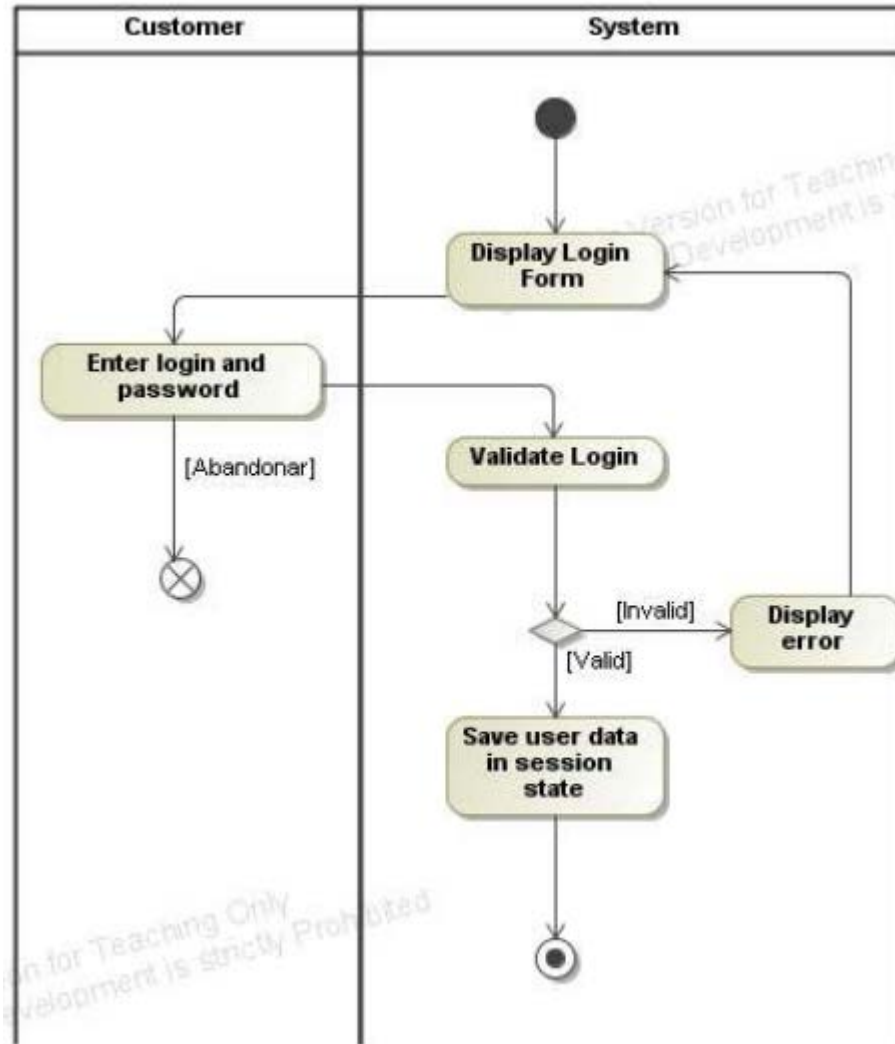 Customer
System
Version for Teaching
Development is
Display Login
Form
Enter login and
password
[Abandonar]
Validate Login
[Invalid]
Display
error
[Valid]
Save user data
in session
state
for Teaching Only
is strictly Prohibited